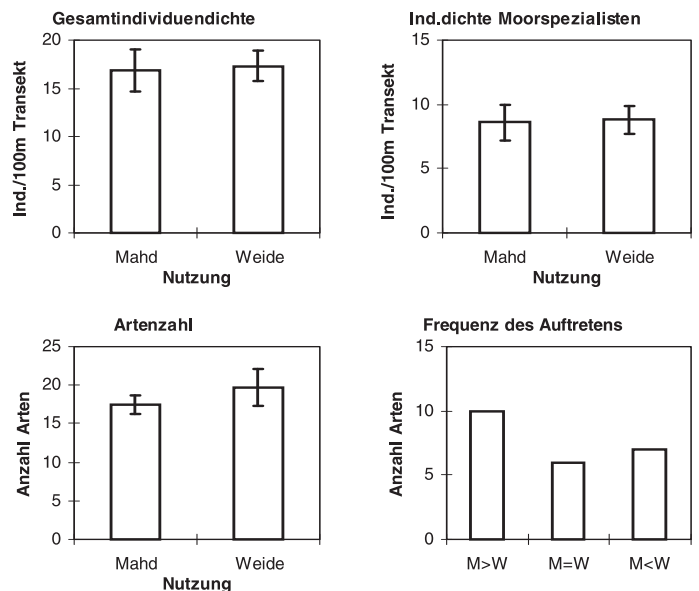 Gesamtindividuendichte
Ind./100m Transekt
20
15
10
5
0
Mahd Weide
Nutzung
Ind.dichte Moorspezialisten
Ind./100m Transekt
15
10
5
0
Mahd Weide
Nutzung
Artenzahl
Anzahl Arten
25
20
15
10
5
0
Mahd Weide
Nutzung
Frequenz des Auftretens
Anzahl Arten
15
10
5
0
M>W M=W M<W